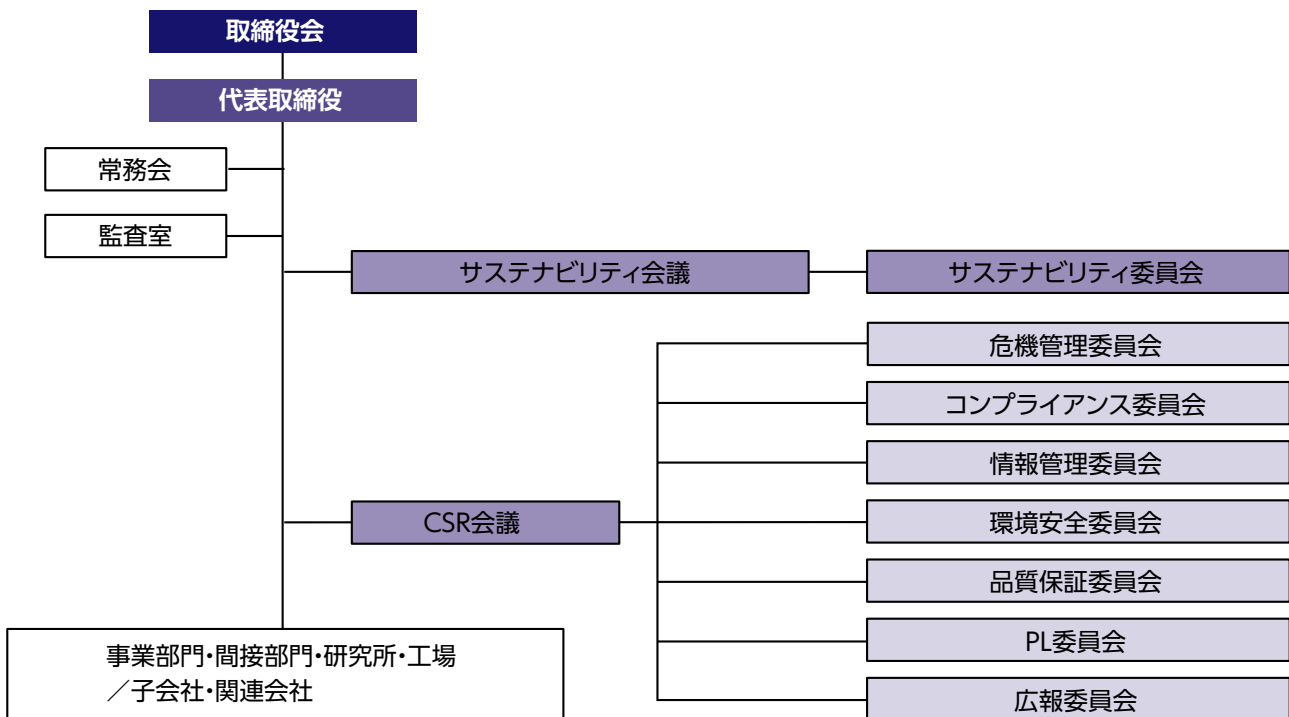 取締役会
代表取締役
常務会
監査室
サステナビリティ会議
サステナビリティ委員会
危機管理委員会
コンプライアンス委員会
情報管理委員会
CSR会議
環境安全委員会
品質保証委員会
PL委員会
広報委員会
事業部門・間接部門・研究所・工場
／子会社・関連会社